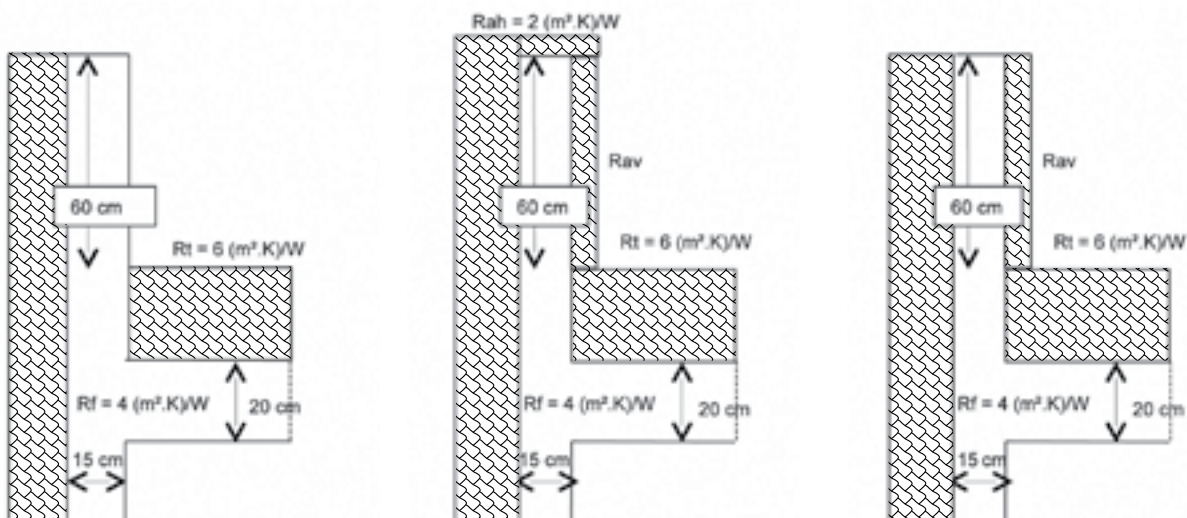 60 cm
Rt = 6 (m².K)/W
Rf = 4 (m².K)/W
20 cm
15 cm
Rah = 2 (m².K)/W
Rav
60 cm
Rt = 6 (m².K)/W
Rf = 4 (m².K)/W
20 cm
15 cm
Rav
60 cm
Rt = 6 (m².K)/W
Rf = 4 (m².K)/W
20 cm
15 cm